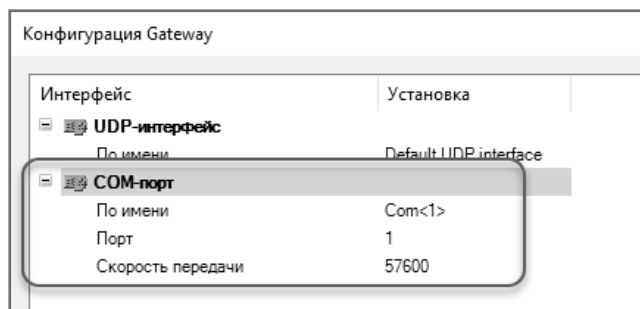 Конфигурация Gateway
Интерфейс Установка
UDP-интерфейс
По имени Default UDP interface
COM-порт
По имени Com<1>
Порт 1
Скорость передачи 57600